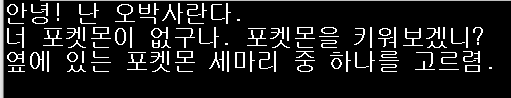 안녕! 난 오박사란다.
너 포켓몬이 없구나. 포켓몬을 키워보겠니?
옆에 있는 포켓몬 세마리 중 하나를 고르렴.